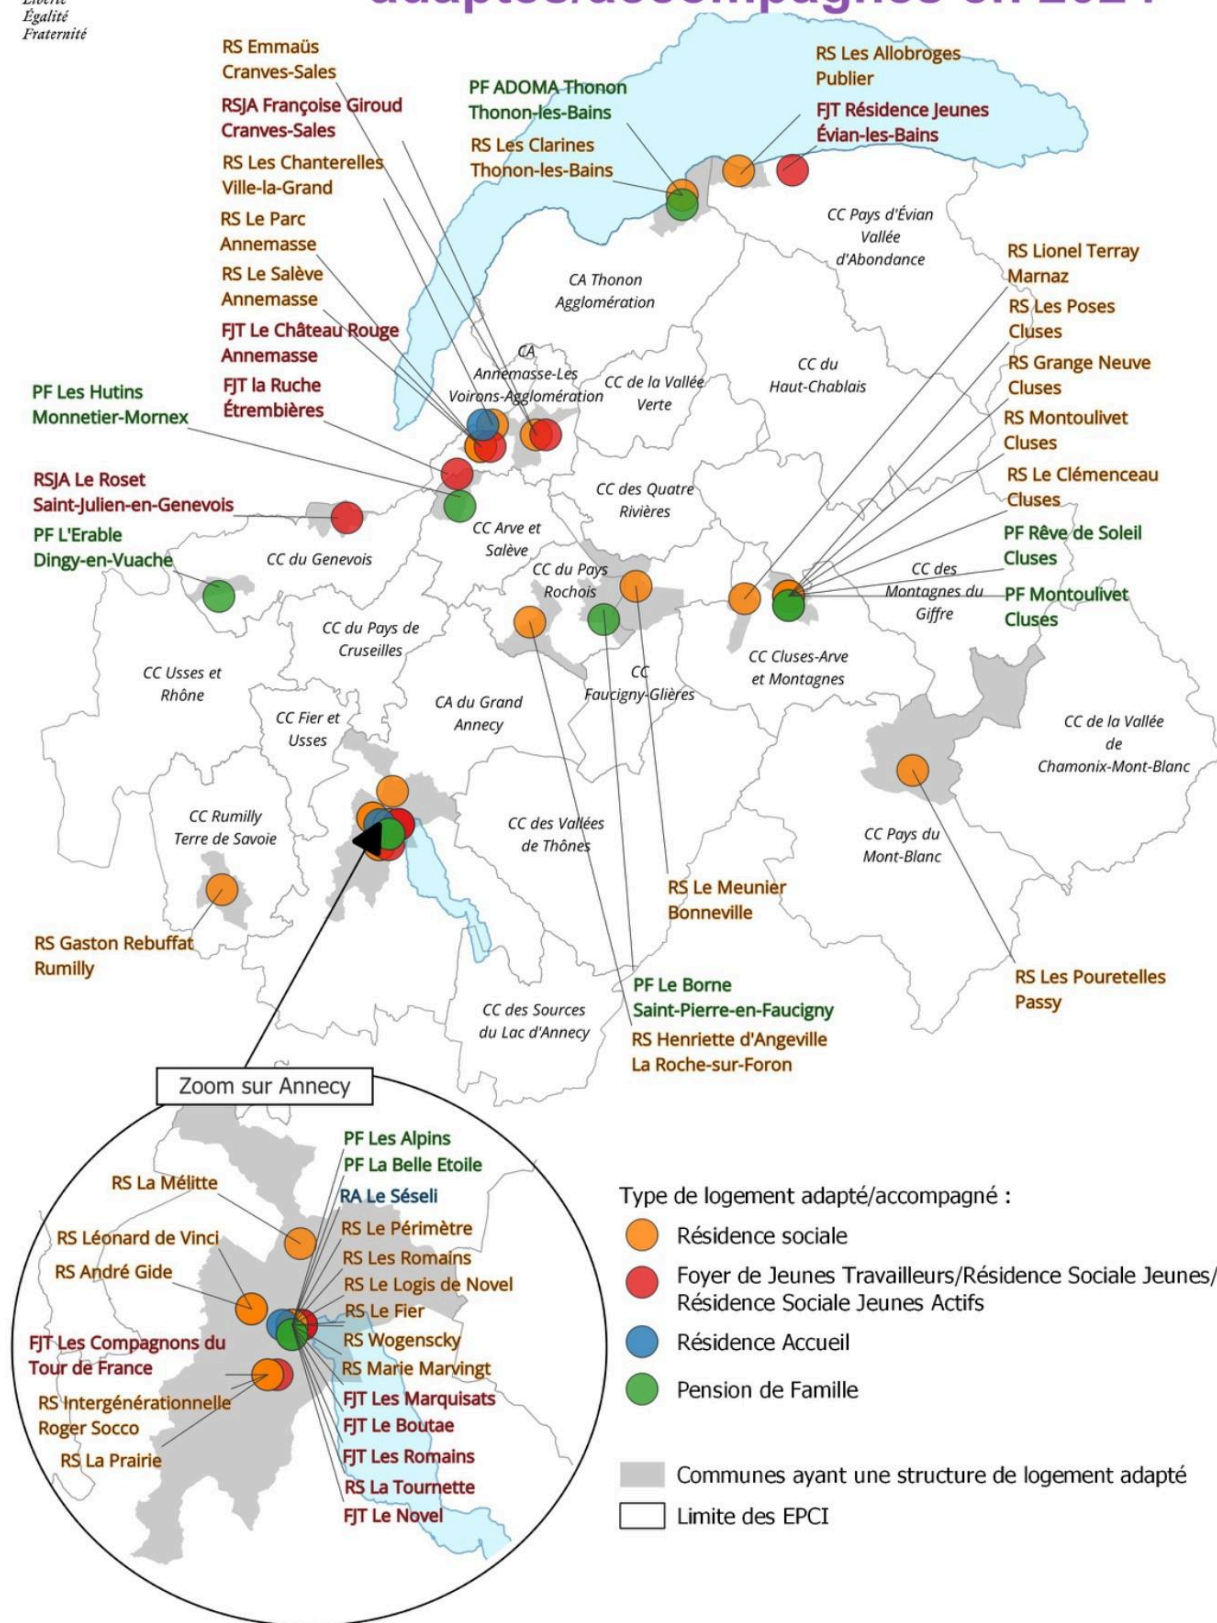 Liberté
Égalité
Fraternité
adaptés/accompagnés en 2024
RS Emmaüs
Cranves-Sales
RSJA Françoise Giroud
Cranves-Sales
RS Les Chanterelles
Ville-la-Grand
RS Le Parc
Annemasse
RS Le Salève
Annemasse
FJT Le Château Rouge
Annemasse
FJT la Ruche
Étrembières
PF ADOMA Thonon
Thonon-les-Bains
RS Les Clarines
Thonon-les-Bains
RS Les Allobroges
Publier
FJT Résidence Jeunes
Évian-les-Bains
CC Pays d'Évian
Vallée
d'Abondance
CA Thonon
Agglomération
CA
Annemasse-Les
Voirons-Agglomération
CC de la Vallée
Verte
CC du
Haut-Chablais
RS Lionel Terray
Marnaz
RS Les Poses
Cluses
RS Grange Neuve
Cluses
RS Montoulivet
Cluses
RS Le Clémenceau
Cluses
PF Rêve de Soleil
Cluses
PF Montoulivet
Cluses
PF Les Hutins
Monnetier-Mornex
RSJA Le Roset
Saint-Julien-en-Genevois
PF L'Erable
Dingy-en-Vuache
CC du Genevois
CC Arve et
Salève
CC des Quatre
Rivières
CC du Pays
Rochois
CC des
Montagnes du
Giffre
CC du Pays de
Cruseilles
CC Usses et
Rhône
CC Fier et
Usses
CA du Grand
Annecy
CC
Faucigny-Glières
CC Cluses-Arve
et Montagnes
CC de la Vallée
de
Chamonix-Mont-Blanc
CC Rumilly
Terre de Savoie
CC des Vallées
de Thônes
CC Pays du
Mont-Blanc
RS Le Meunier
Bonneville
RS Gaston Rebuffat
Rumilly
PF Le Borne
Saint-Pierre-en-Faucigny
RS Henriette d'Angeville
La Roche-sur-Foron
RS Les Pouretelles
Passy
CC des Sources
du Lac d'Annecy
Zoom sur Annecy
PF Les Alpins
PF La Belle Etoile
RA Le Séseli
RS Le Périmètre
RS Les Romains
RS Le Logis de Novel
RS Le Fier
RS Wogenscky
RS Marie Marvingt
FJT Les Marquisats
FJT Le Boutae
FJT Les Romains
RS La Tournette
FJT Le Novel
RS La Mélitte
RS Léonard de Vinci
RS André Gide
FJT Les Compagnons du
Tour de France
RS Intergénérationnelle
Roger Socco
RS La Prairie
Type de logement adapté/accompagné :
Résidence sociale
Foyer de Jeunes Travailleurs/Résidence Sociale Jeunes/
Résidence Sociale Jeunes Actifs
Résidence Accueil
Pension de Famille
Communes ayant une structure de logement adapté
Limite des EPCI